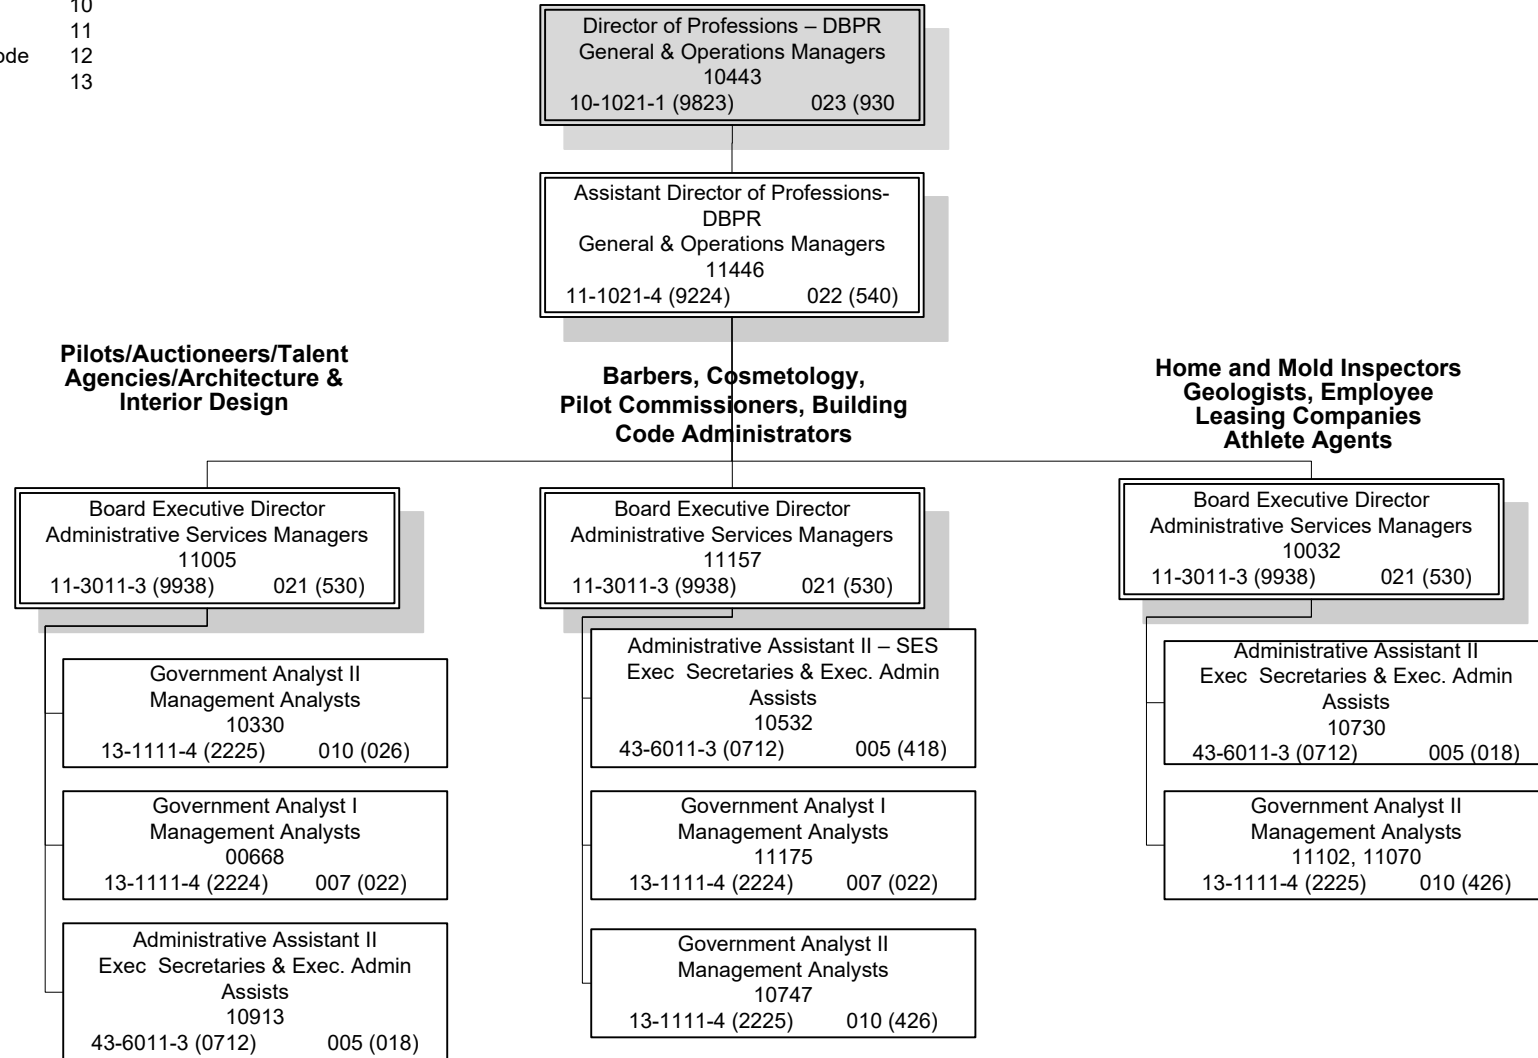 10
11
ode 12
13
Director of Professions – DBPR
General & Operations Managers
10443
10-1021-1 (9823) 023 (930
Assistant Director of Professions-
DBPR
General & Operations Managers
11446
11-1021-4 (9224) 022 (540)
Pilots/Auctioneers/Talent
Agencies/Architecture &
Interior Design
Barbers, Cosmetology,
Pilot Commissioners, Building
Code Administrators
Home and Mold Inspectors
Geologists, Employee
Leasing Companies
Athlete Agents
Board Executive Director
Administrative Services Managers
11005
11-3011-3 (9938) 021 (530)
Government Analyst II
Management Analysts
10330
13-1111-4 (2225) 010 (026)
Government Analyst I
Management Analysts
00668
13-1111-4 (2224) 007 (022)
Administrative Assistant II
Exec Secretaries & Exec. Admin
Assists
10913
43-6011-3 (0712) 005 (018)
Board Executive Director
Administrative Services Managers
11157
11-3011-3 (9938) 021 (530)
Administrative Assistant II – SES
Exec Secretaries & Exec. Admin
Assists
10532
43-6011-3 (0712) 005 (418)
Government Analyst I
Management Analysts
11175
13-1111-4 (2224) 007 (022)
Government Analyst II
Management Analysts
10747
13-1111-4 (2225) 010 (426)
Board Executive Director
Administrative Services Managers
10032
11-3011-3 (9938) 021 (530)
Administrative Assistant II
Exec Secretaries & Exec. Admin
Assists
10730
43-6011-3 (0712) 005 (018)
Government Analyst II
Management Analysts
11102, 11070
13-1111-4 (2225) 010 (426)